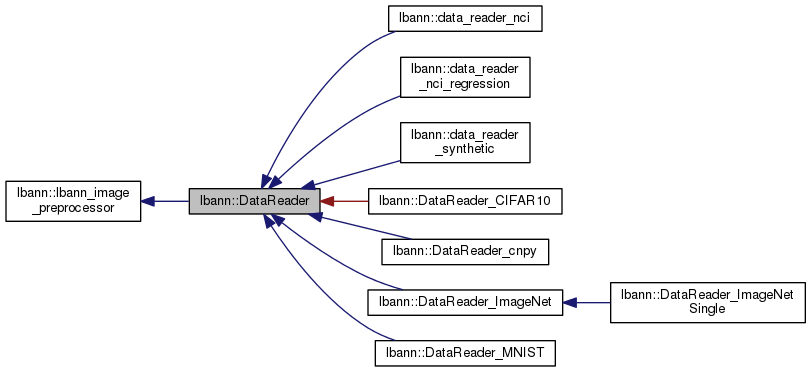 lbann::data_reader_nci
lbann::data_reader
_nci_regression
lbann::data_reader
_synthetic
lbann::lbann_image
_preprocessor
lbann::DataReader
lbann::DataReader_CIFAR10
lbann::DataReader_cnpy
lbann::DataReader_ImageNet
lbann::DataReader_ImageNet
Single
lbann::DataReader_MNIST